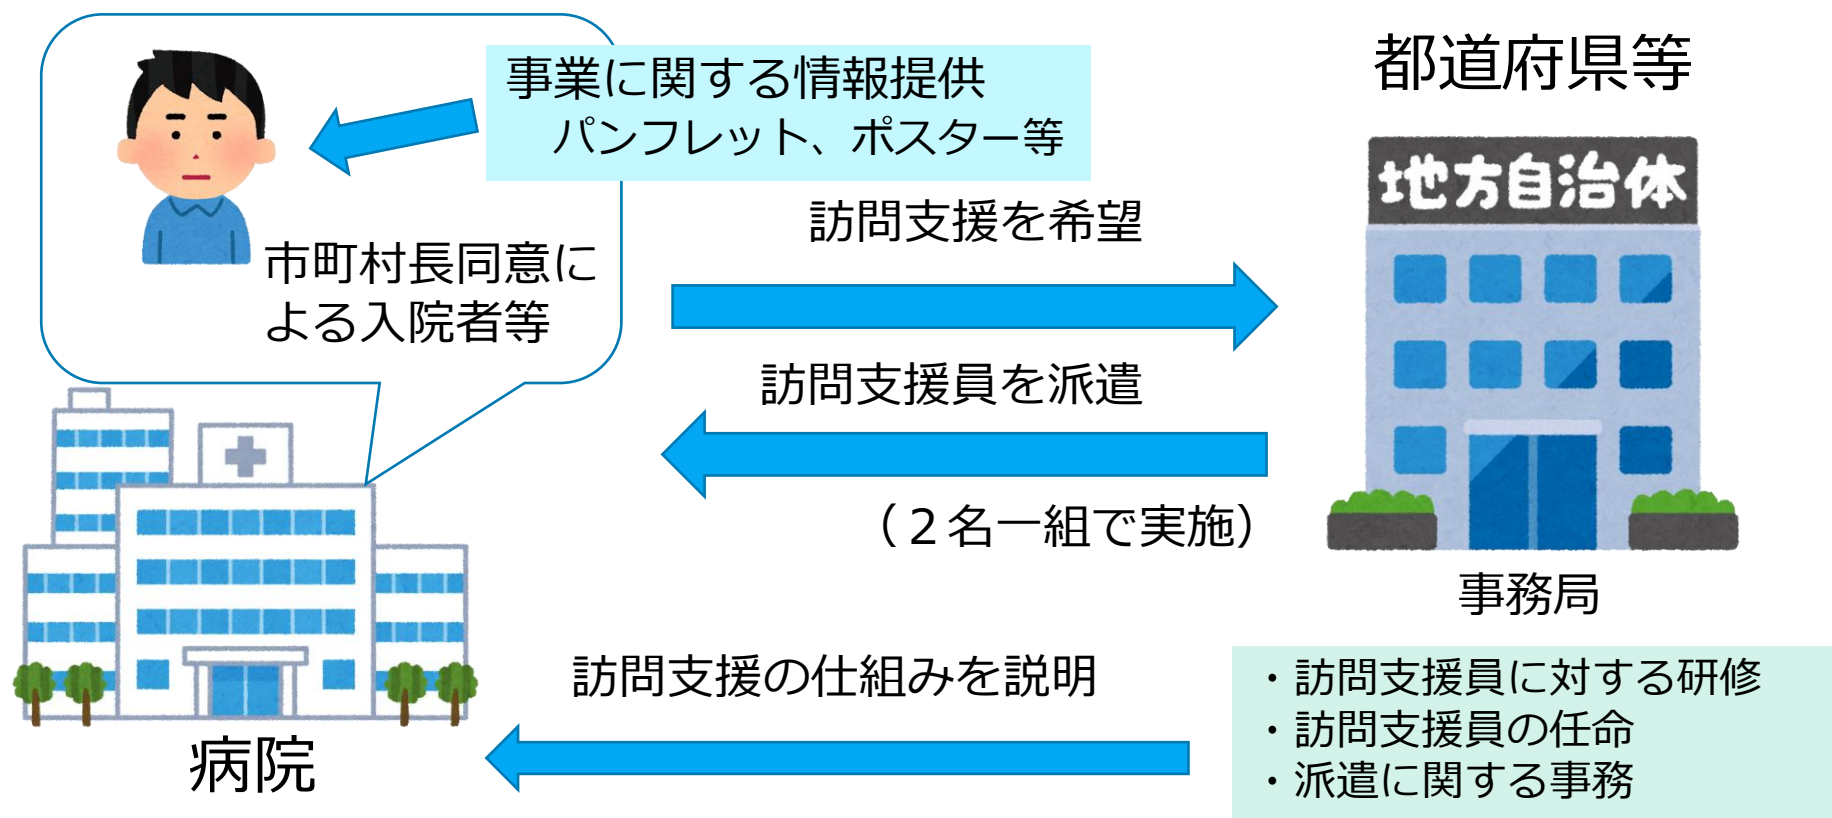 事業に関する情報提供
パンフレット、ポスター等
市町村長同意に
よる入院者等
都道府県等
地方自治体
訪問支援を希望
訪問支援員を派遣
（２名一組で実施）
事務局
訪問支援の仕組みを説明
病院
・訪問支援員に対する研修
・訪問支援員の任命
・派遣に関する事務